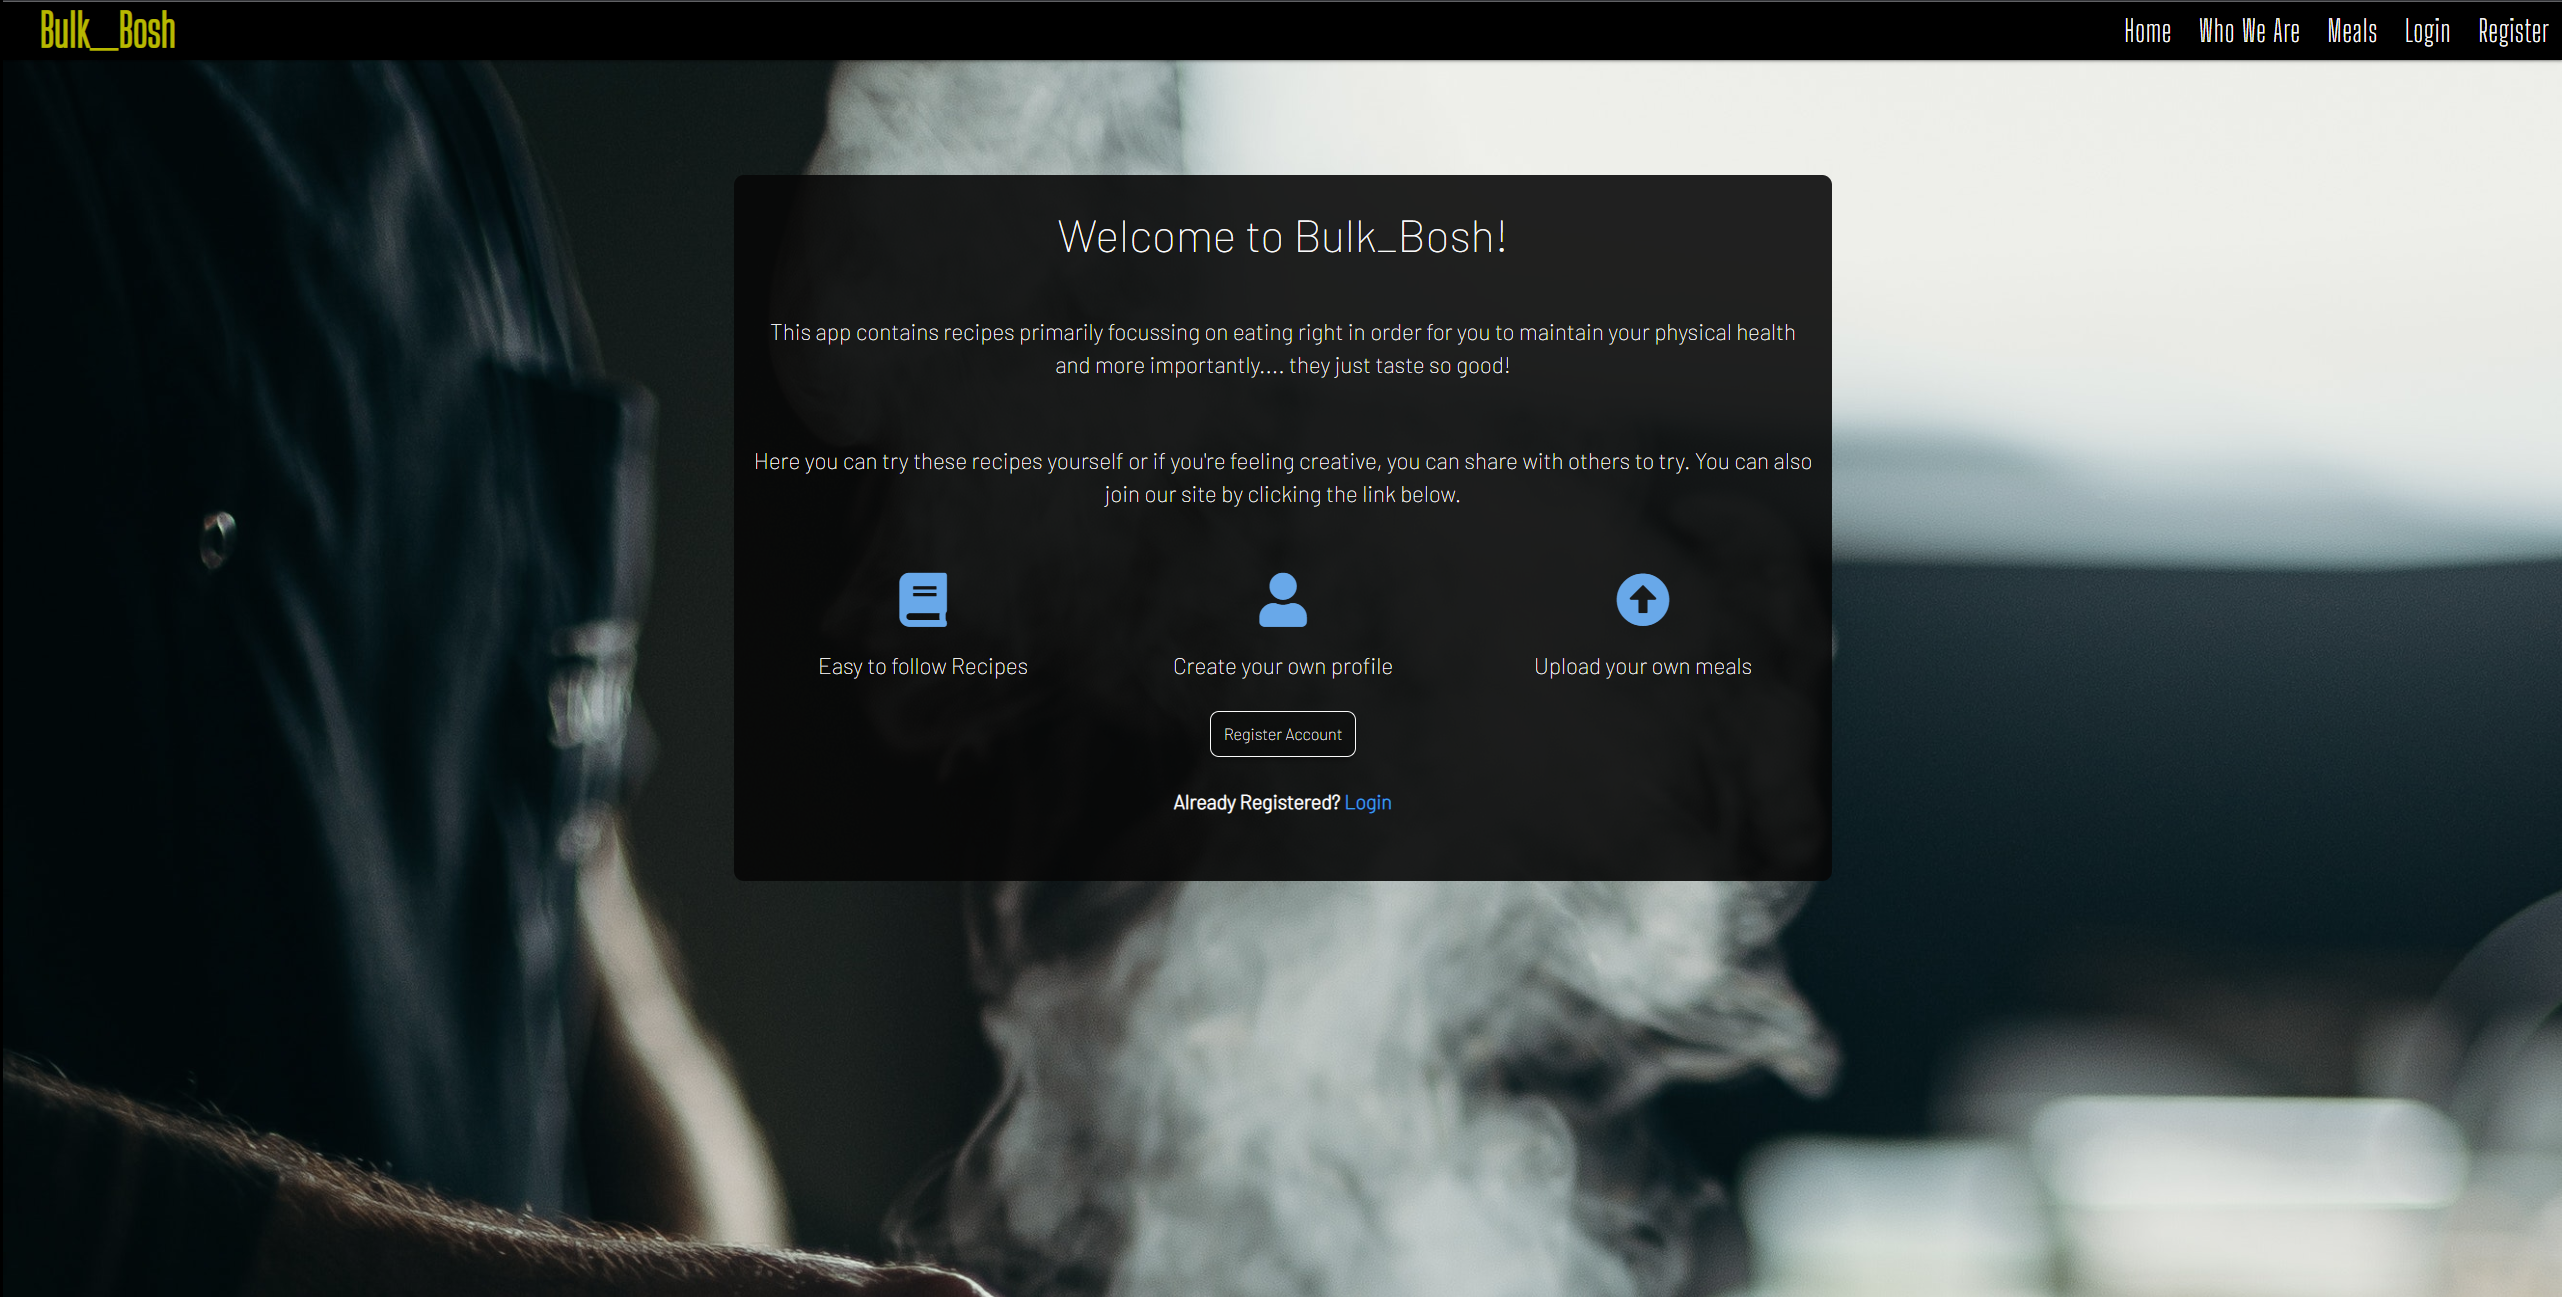 Bulk_Bosh
Home Who We Are Meals Login Register
Welcome to Bulk_Bosh!
This app contains recipes primarily focussing on eating right in order for you to maintain your physical health
and more importantly.... they just taste so good!
Here you can try these recipes yourself or if you're feeling creative, you can share with others to try. You can also
join our site by clicking the link below.
Easy to follow Recipes
Create your own profile
Upload your own meals
Register Account
Already Registered? Login